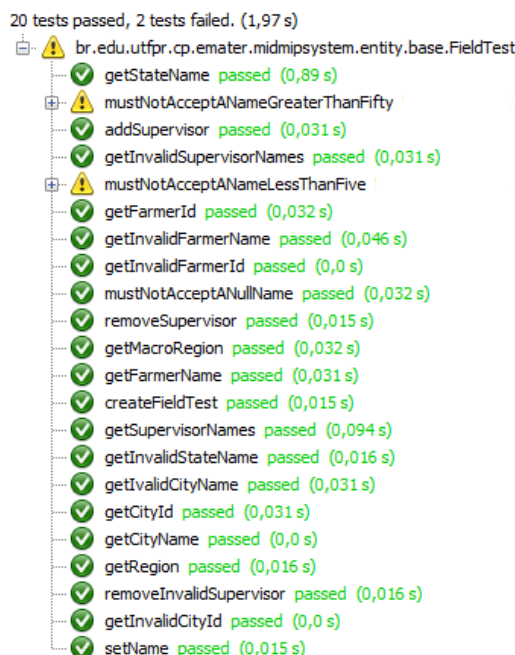 20 tests passed, 2 tests failed. (1,97 s)
br.edu.utfpr.cp.emater.midmipsystem.entity.base.FieldTest
getStateName passed (0,89 s)
mustNotAcceptANameGreaterThanFifty
addSupervisor passed (0,031 s)
getInvalidSupervisorNames passed (0,031 s)
mustNotAcceptANameLessThanFive
getFarmerId passed (0,032 s)
getInvalidFarmerName passed (0,046 s)
getInvalidFarmerId passed (0,0 s)
mustNotAcceptANullName passed (0,032 s)
removeSupervisor passed (0,015 s)
getMacroRegion passed (0,032 s)
getFarmerName passed (0,031 s)
createFieldTest passed (0,015 s)
getSupervisorNames passed (0,094 s)
getInvalidStateName passed (0,016 s)
getIvalidCityName passed (0,031 s)
getCityId passed (0,031 s)
getCityName passed (0,0 s)
getRegion passed (0,016 s)
removeInvalidSupervisor passed (0,016 s)
getInvalidCityId passed (0,0 s)
setName passed (0,015 s)